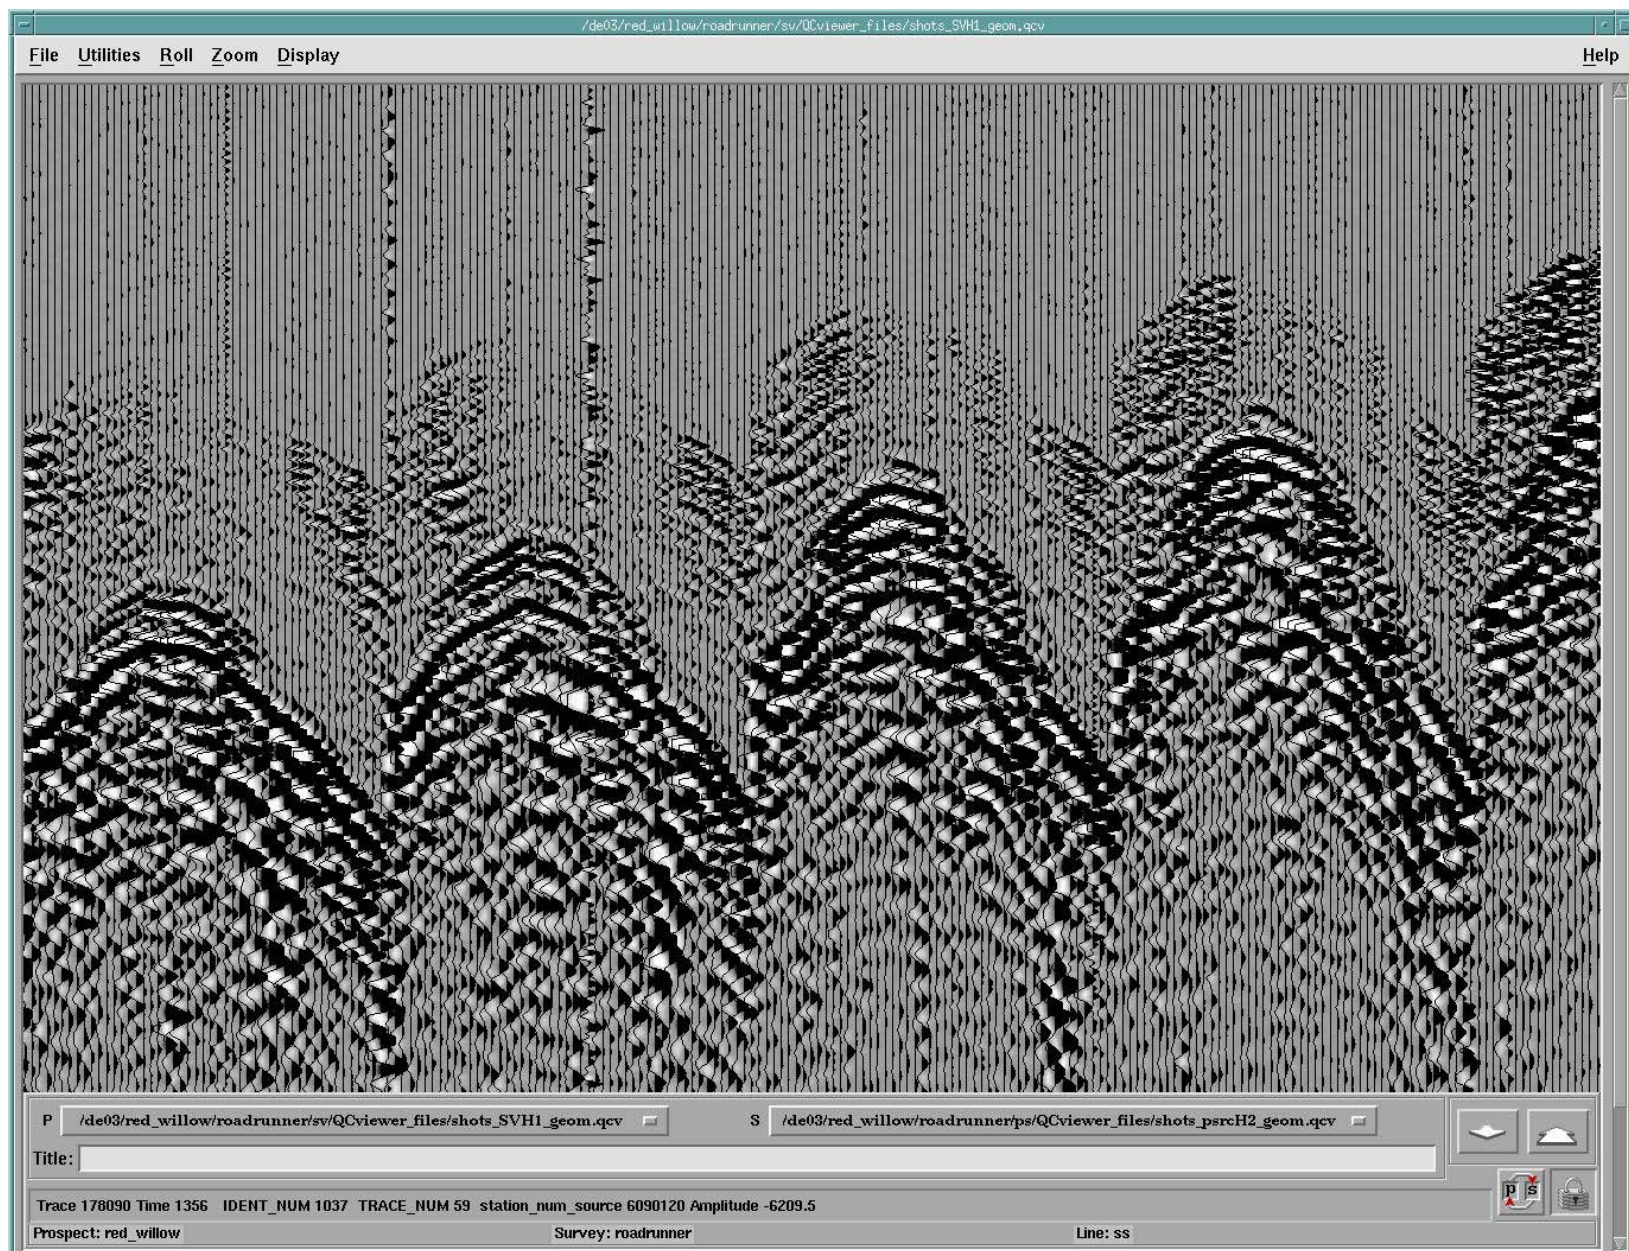 /de03/red_willow/roadrunner/sv/QCviewer_files/shots_SVH1_geom.qcv
File Utilities Roll Zoom Display Help
P /de03/red_willow/roadrunner/sv/QCviewer_files/shots_SVH1_geom.qcv S /de03/red_willow/roadrunner/ps/QCviewer_files/shots_psrcH2_geom.qcv
Title:
p s
Trace 178090 Time 1356 IDENT_NUM 1037 TRACE_NUM 59 station_num_source 6090120 Amplitude -6209.5
Prospect: red_willow Survey: roadrunner Line: ss